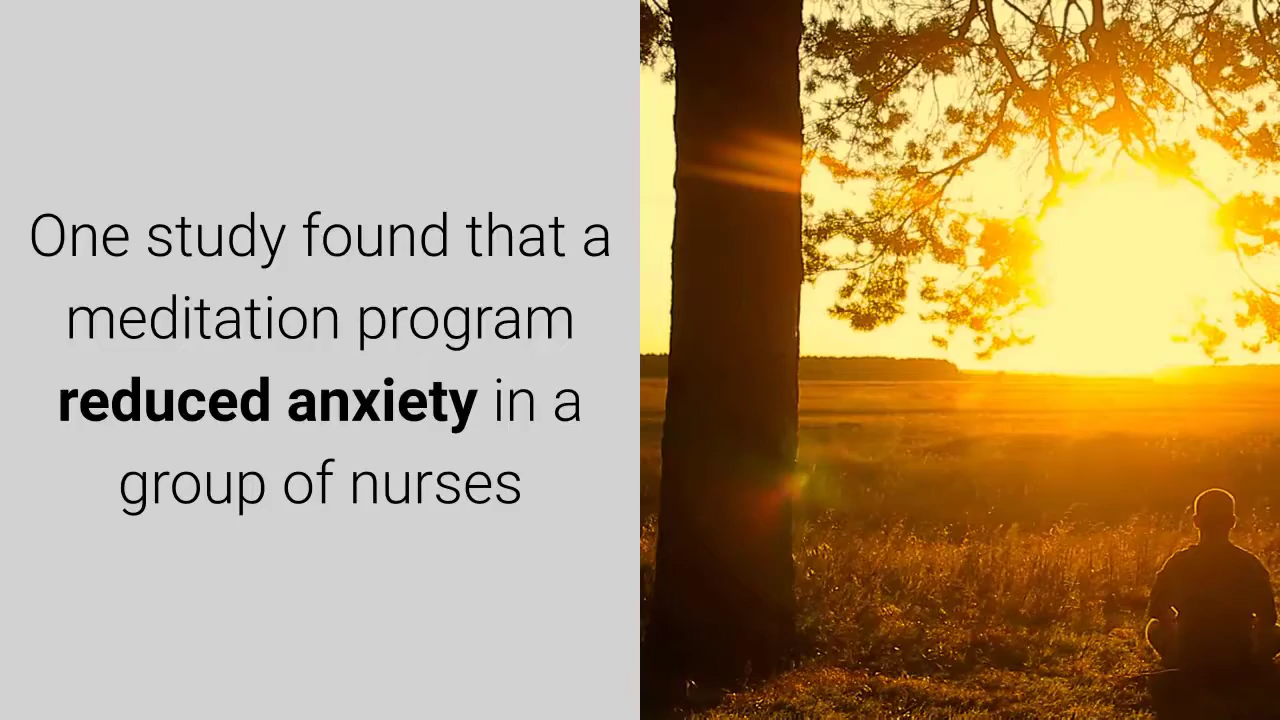 One study found that a
meditation program
reduced anxiety in a
group of nurses